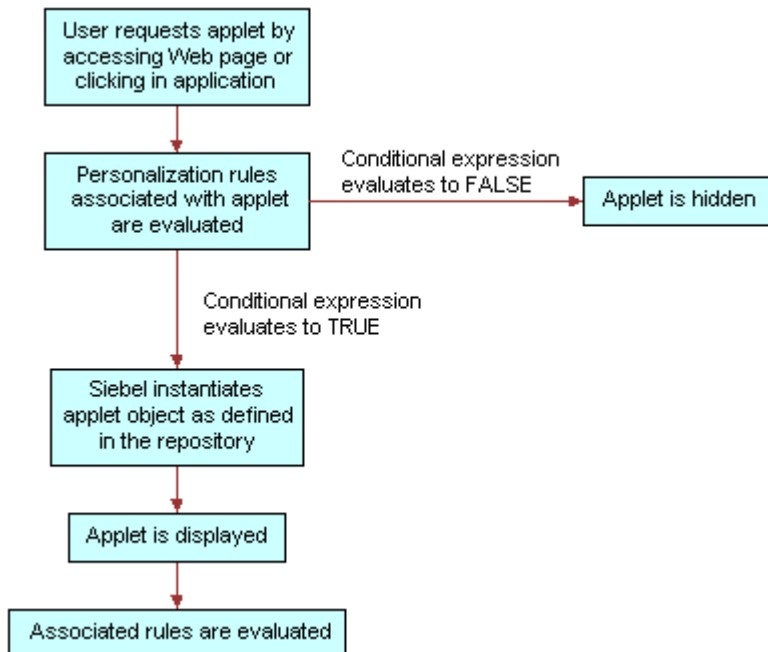 User requests applet by
accessing Web page or
clicking in application
Personalization rules
associated with applet
are evaluated
Conditional expression
evaluates to FALSE
Applet is hidden
Conditional expression
evaluates to TRUE
Siebel instantiates
applet object as defined
in the repository
Applet is displayed
Associated rules are evaluated